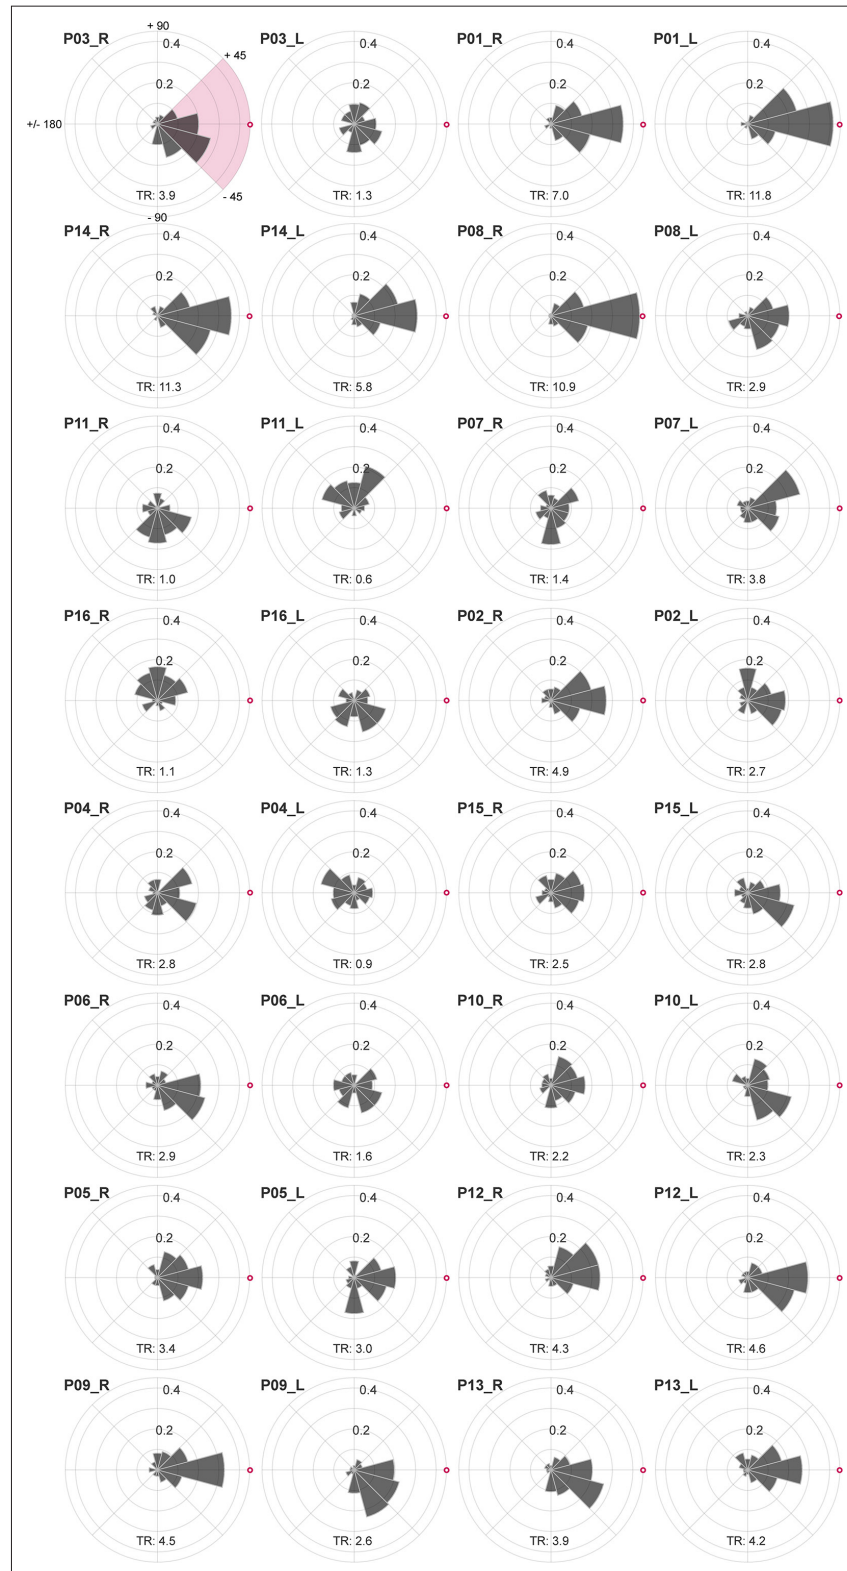 + 90
P03_R 0.4 P03_L 0.4 P01_R 0.4 P01_L 0.4
+ 45
0.2 0.2 0.2 0.2
+/- 180
TR: 3.9 TR: 1.3 TR: 7.0 TR: 11.8
- 45
- 90
P14_R 0.4 P14_L 0.4 P08_R 0.4 P08_L 0.4
0.2 0.2 0.2 0.2
TR: 11.3 TR: 5.8 TR: 10.9 TR: 2.9
P11_R 0.4 P11_L 0.4 P07_R 0.4 P07_L 0.4
0.2 0.2 0.2 0.2
TR: 1.0 TR: 0.6 TR: 1.4 TR: 3.8
P16_R 0.4 P16_L 0.4 P02_R 0.4 P02_L 0.4
0.2 0.2 0.2 0.2
TR: 1.1 TR: 1.3 TR: 4.9 TR: 2.7
P04_R 0.4 P04_L 0.4 P15_R 0.4 P15_L 0.4
0.2 0.2 0.2 0.2
TR: 2.8 TR: 0.9 TR: 2.5 TR: 2.8
P06_R 0.4 P06_L 0.4 P10_R 0.4 P10_L 0.4
0.2 0.2 0.2 0.2
TR: 2.9 TR: 1.6 TR: 2.2 TR: 2.3
P05_R 0.4 P05_L 0.4 P12_R 0.4 P12_L 0.4
0.2 0.2 0.2 0.2
TR: 3.4 TR: 3.0 TR: 4.3 TR: 4.6
P09_R 0.4 P09_L 0.4 P13_R 0.4 P13_L 0.4
0.2 0.2 0.2 0.2
TR: 4.5 TR: 2.6 TR: 3.9 TR: 4.2